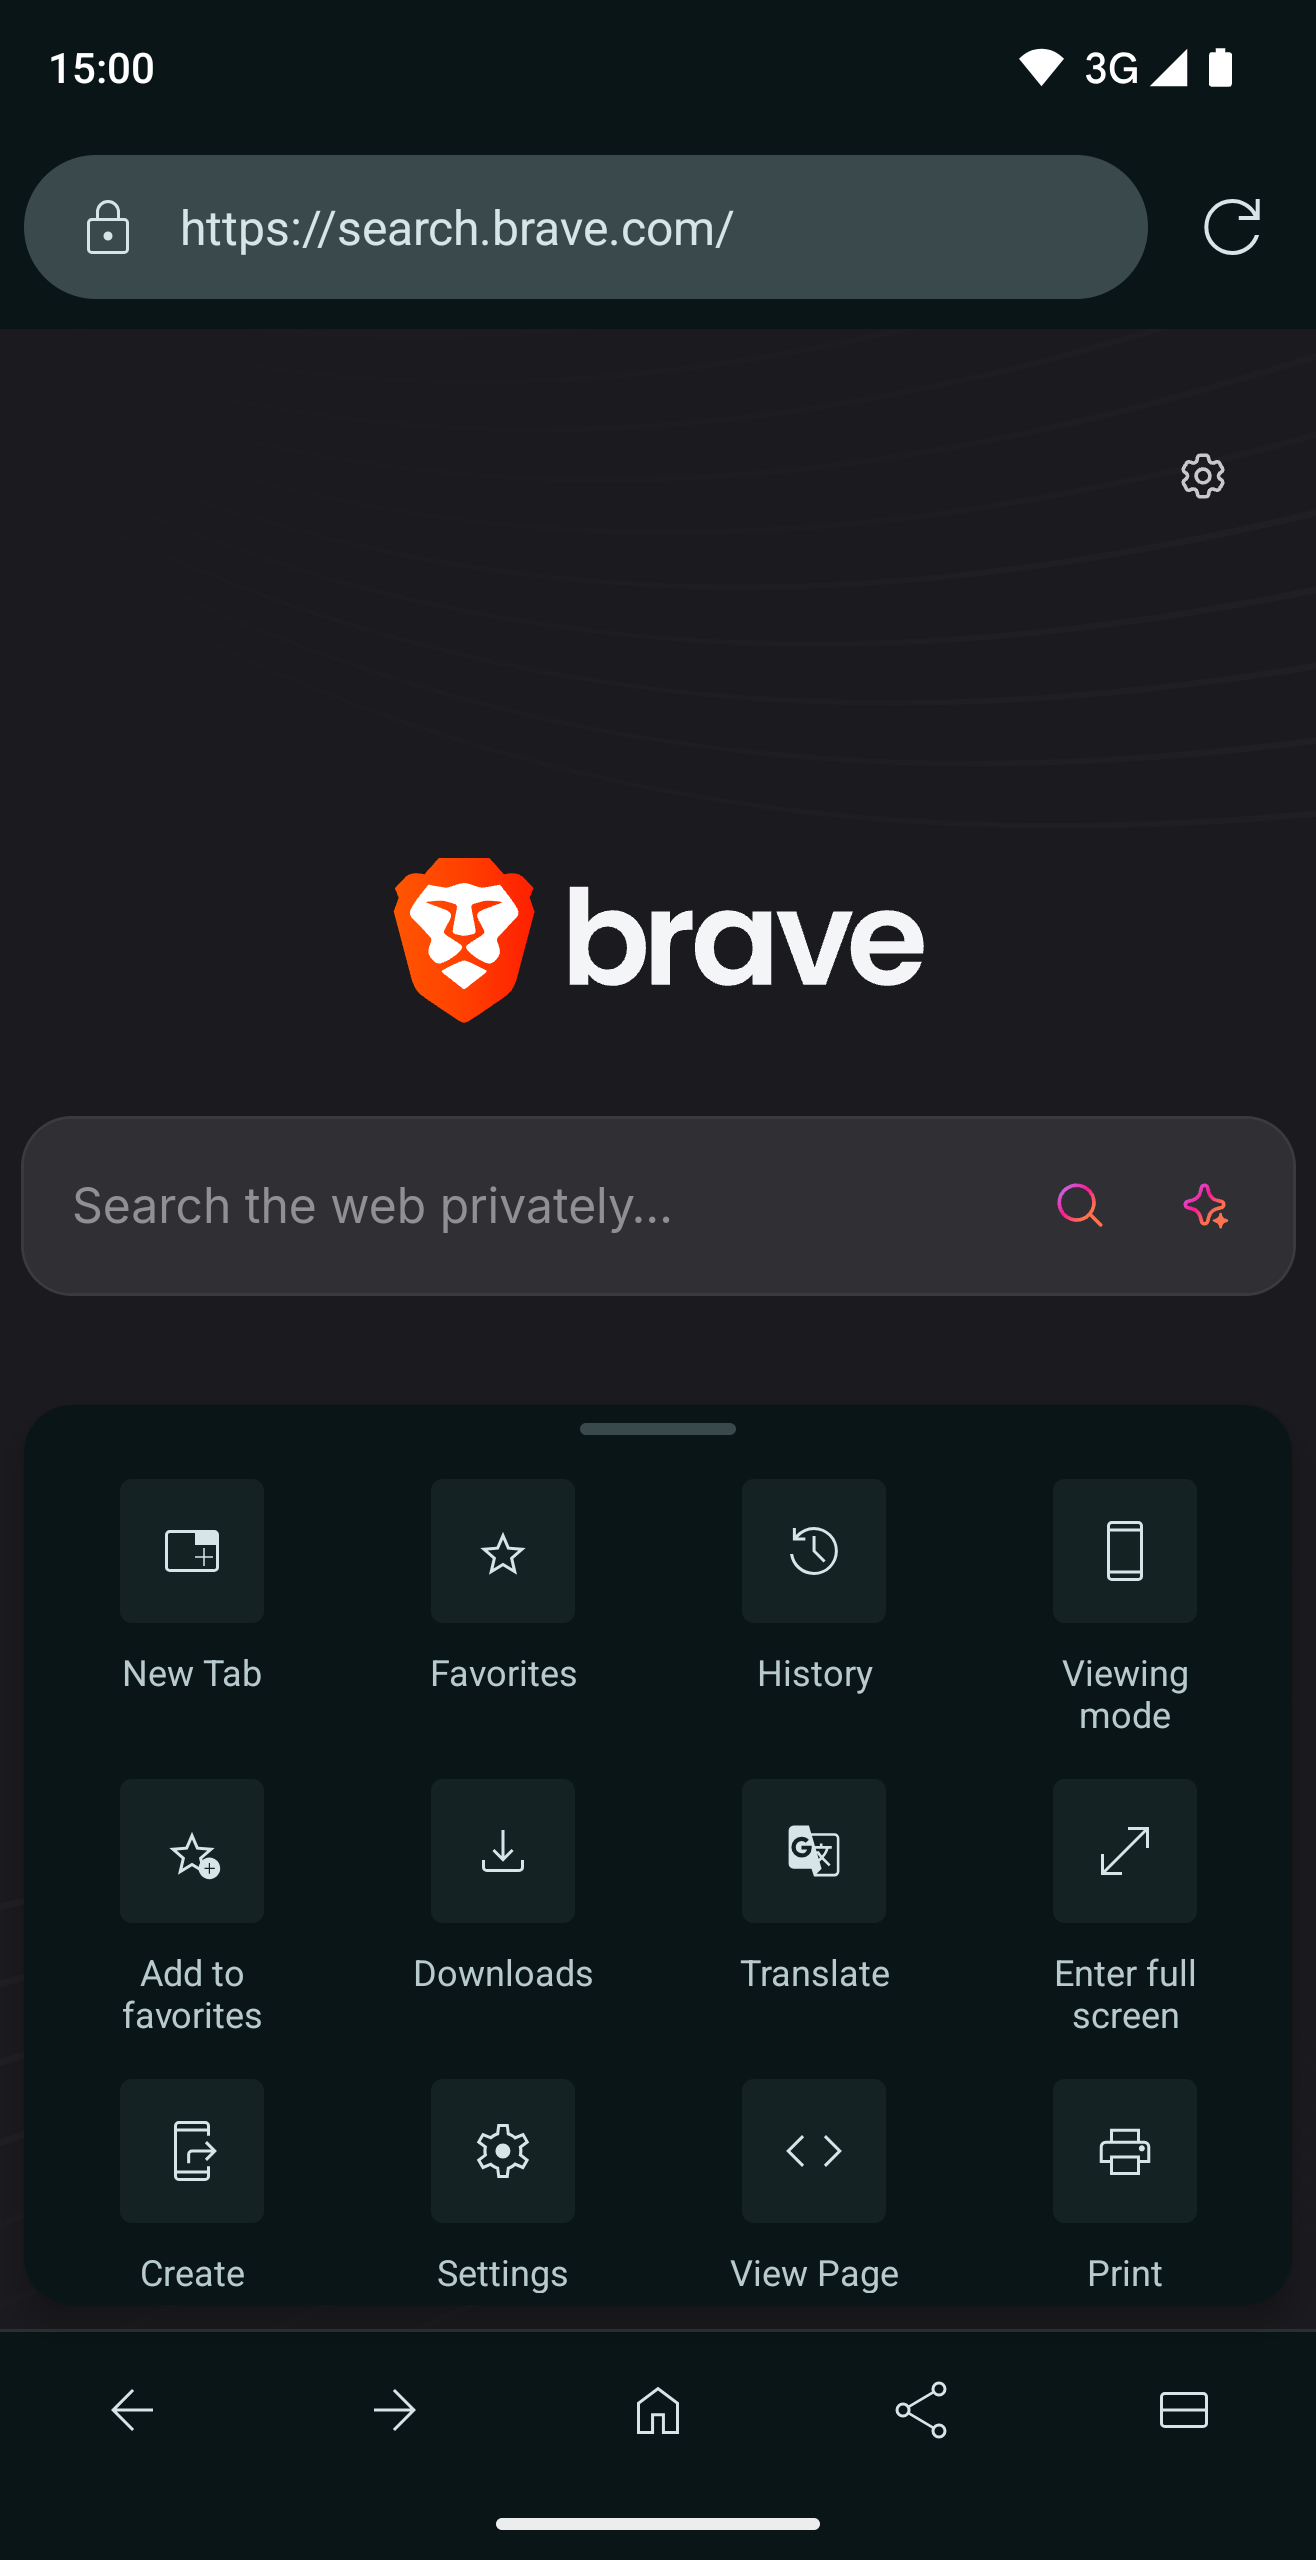 15:00
3G
https://search.brave.com/
brave
Search the web privately...
New Tab
Favorites
History
Viewing
mode
Add to
favorites
Downloads
Translate
Enter full
screen
Create
Settings
View Page
Print